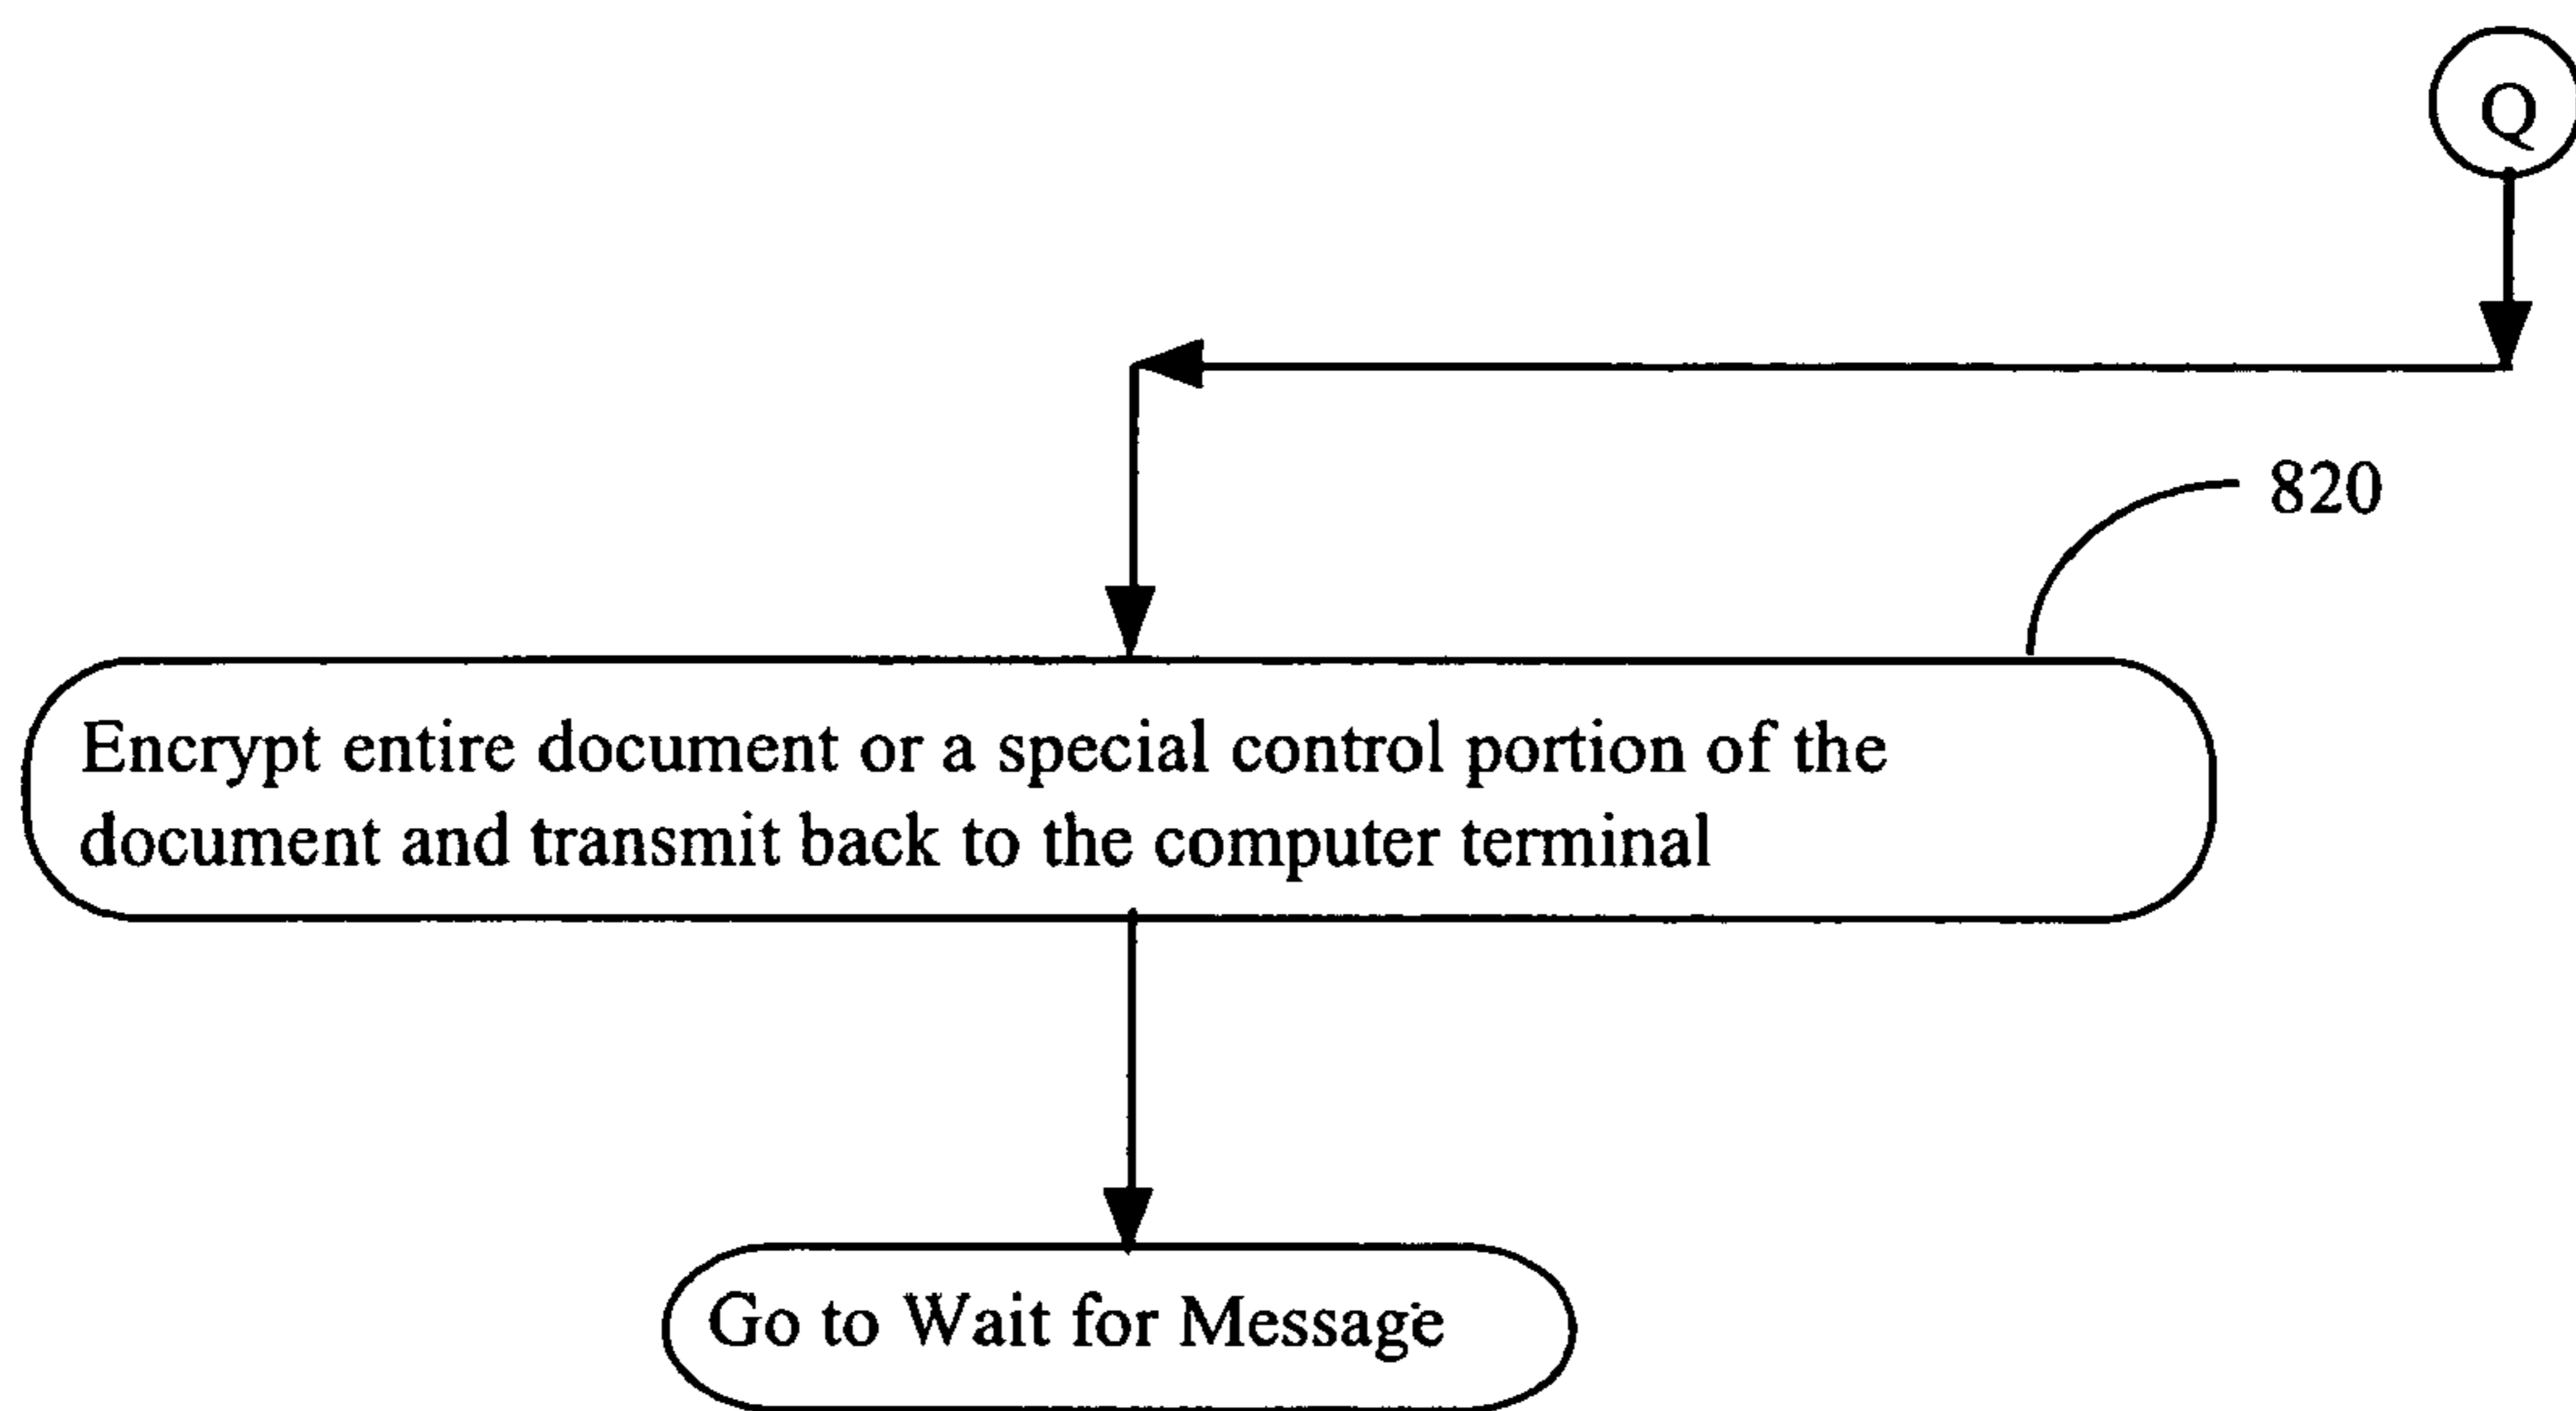 Q
820
Encrypt entire document or a special control portion of the
document and transmit back to the computer terminal
Go to Wait for Message